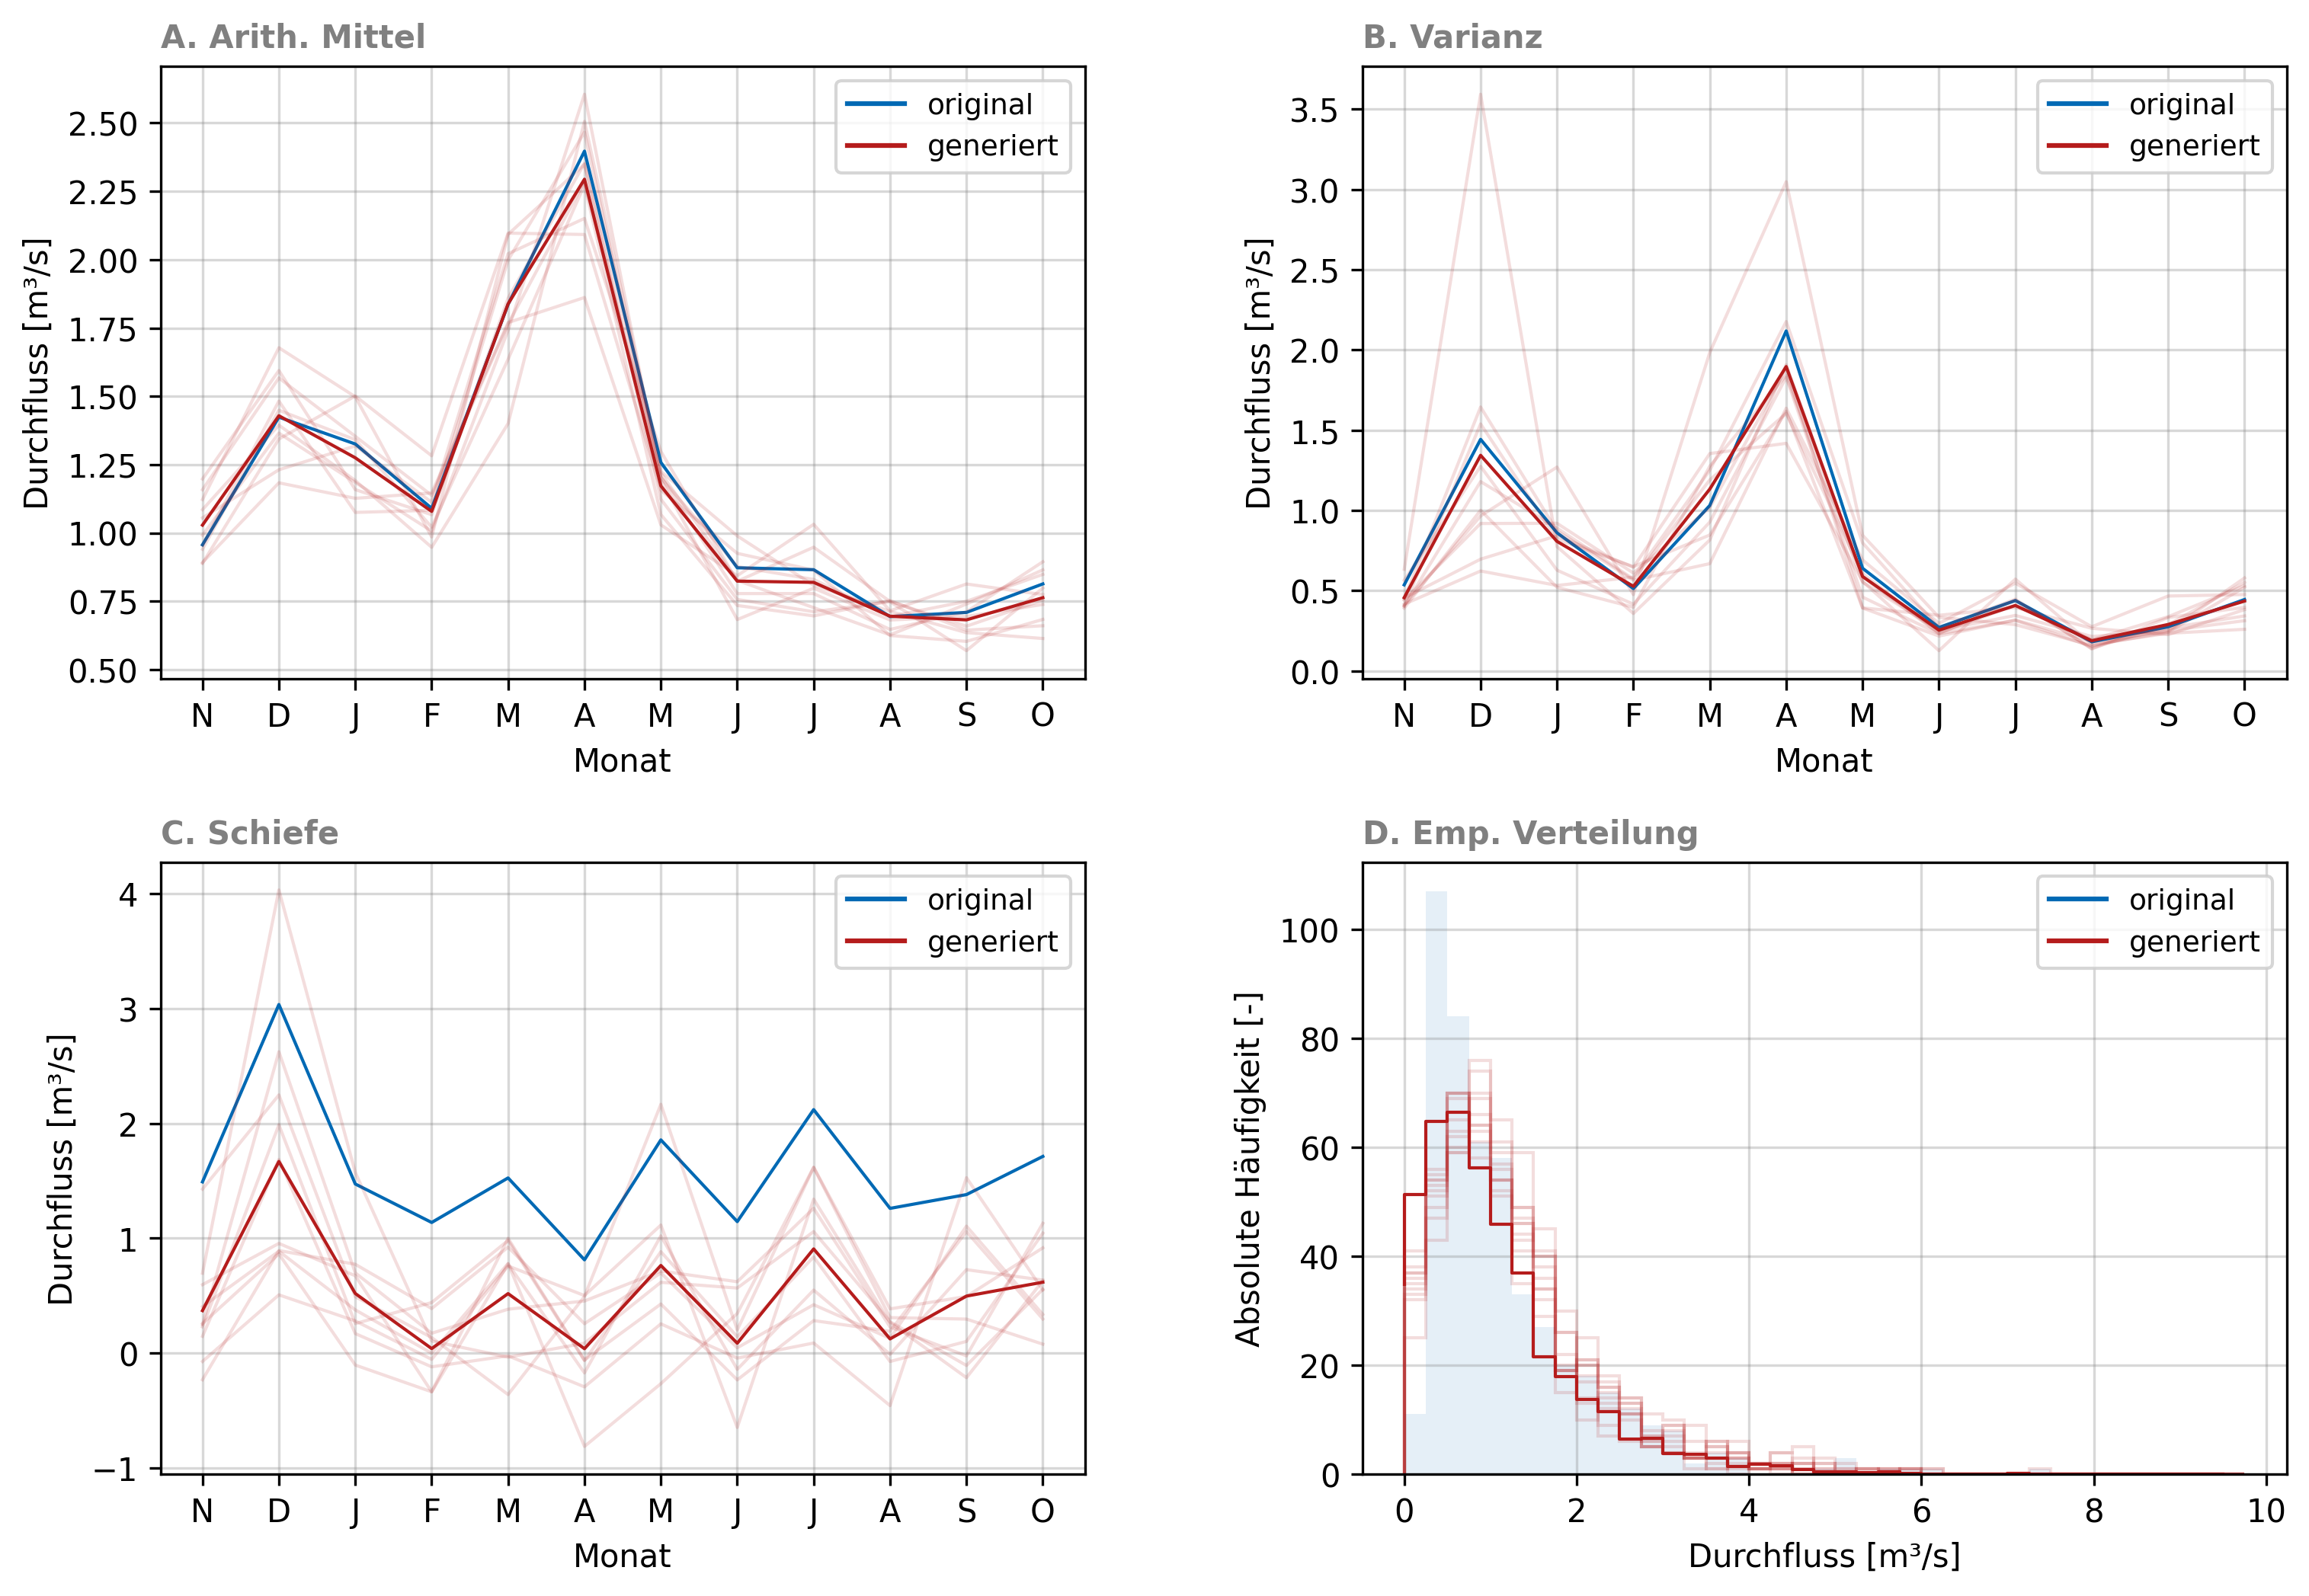 A. Arith. Mittel
original
generiert
2.50
2.25
2.00
1.75
1.50
1.25
1.00
0.75
0.50
Durchfluss [m³/s]
N D J F M A M J J A S O
Monat
B. Varianz
original
generiert
3.5
3.0
2.5
2.0
1.5
1.0
0.5
0.0
Durchfluss [m³/s]
N D J F M A M J J A S O
Monat
C. Schiefe
original
generiert
4
3
2
1
0
−1
Durchfluss [m³/s]
N D J F M A M J J A S O
Monat
D. Emp. Verteilung
original
generiert
100
80
60
40
20
0
Absolute Häufigkeit [-]
0 2 4 6 8 10
Durchfluss [m³/s]